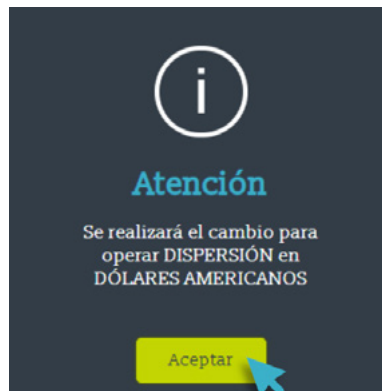 i
Atención
Se realizará el cambio para
operar DISPERSIÓN en
DÓLARES AMERICANOS
Aceptar